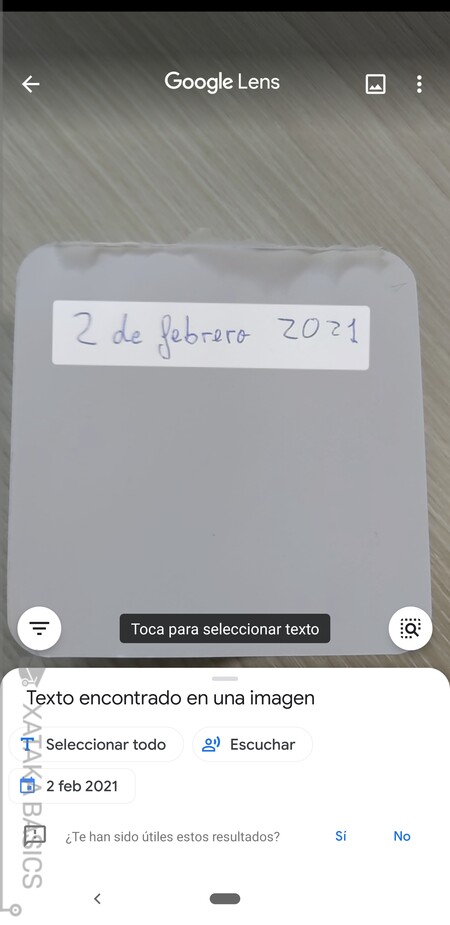 Google Lens
2 de febrero 2021
Toca para seleccionar texto
Texto encontrado en una imagen
Seleccionar todo
Escuchar
2 feb 2021
¿Te han sido útiles estos resultados?
Sí
No
XATAKA BASICS